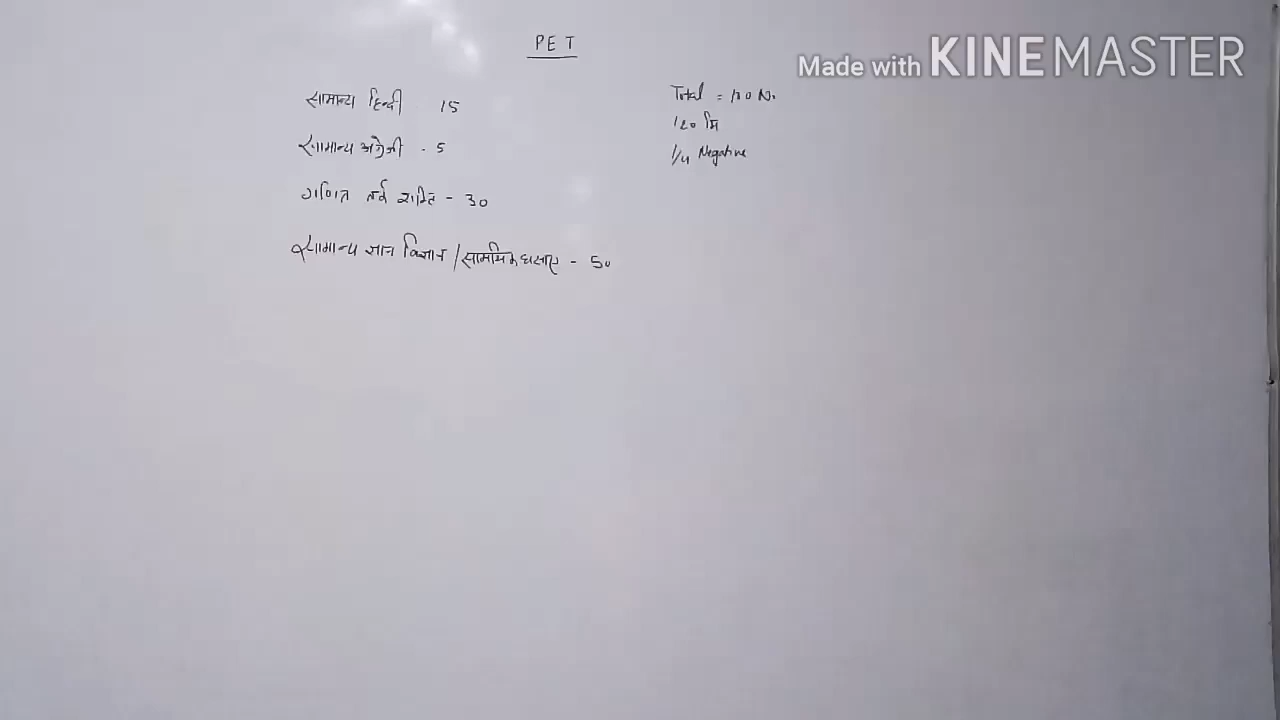 PET
Made with KINEMASTER
सामान्य हिन्दी - 15
सामान्य अंग्रेजी - 5
गणित तर्क शक्ति - 30
सामान्य ज्ञान विज्ञान / सामयिक - 50
Total = 100 No
120 मि
1/4 Negative